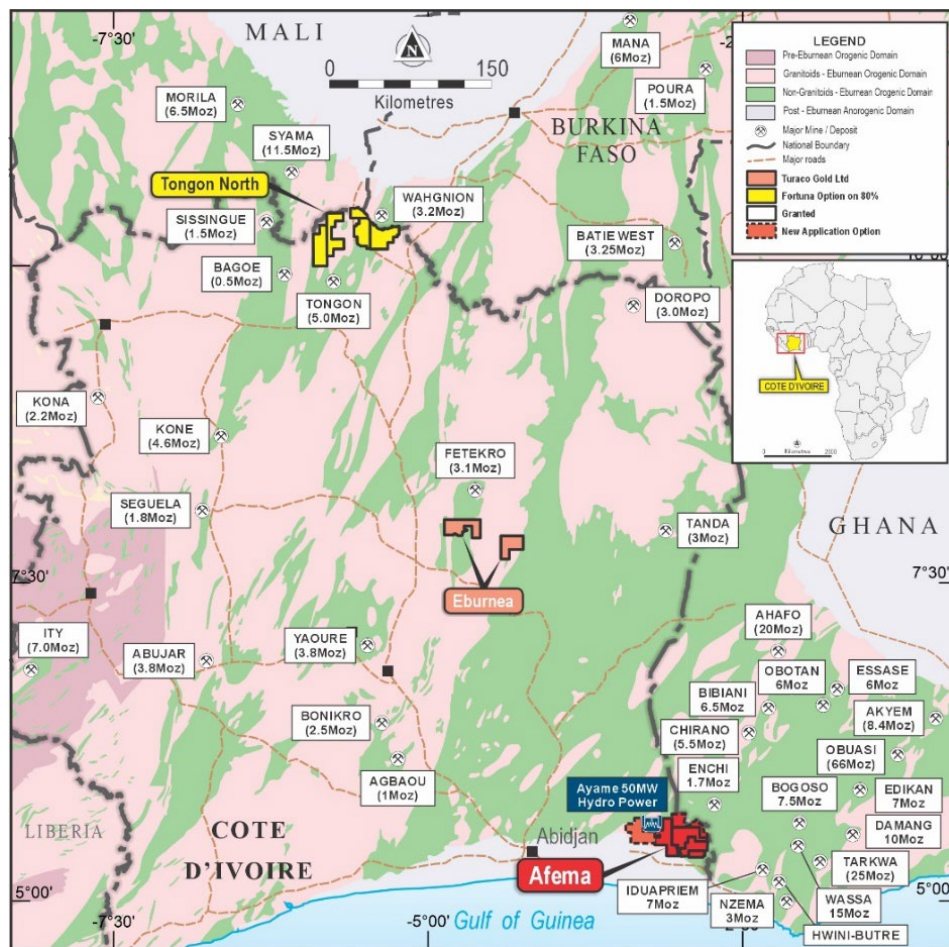 -7°30'
MALI
0
150
Kilometres
-5°00'
MANA
(6Moz)
POURA
(1.5Moz)
MORILA
(6.5Moz)
SYAMA
(11.5Moz)
BURKINA
FASO
Tongon North
WAHGNION
(3.2Moz)
SISSINGUE
(1.5Moz)
BATIE WEST
(3.25Moz)
BAGOE
(0.5Moz)
TONGON
(5.0Moz)
DOROPO
(3.0Moz)
LEGEND
Pre-Eburnean Orogenic Domain
Granitoids - Eburnean Orogenic Domain
Non-Granitoids - Eburnean Orogenic Domain
Post - Eburnean Anorogenic Domain
Major Mine / Deposit
National Boundary
Major roads
Turaco Gold Ltd
Fortuna Option on 80%
Granted
New Application Option
COTE D'IVOIRE
Kilometres
0
2000
KONA
(2.2Moz)
KONE
(4.6Moz)
FETEKRO
(3.1Moz)
SEGUELA
(1.8Moz)
TANDA
(3Moz)
GHANA
7°30'
7°30'
Eburnea
ITY
(7.0Moz)
ABUJAR
(3.8Moz)
YAOURE
(3.8Moz)
AHAFO
(20Moz)
OBOTAN
6Moz
ESSASE
6Moz
BIBIANI
6.5Moz
AKYEM
(8.4Moz)
BONIKRO
(2.5Moz)
CHIRANO
(5.5Moz)
OBUASI
(66Moz)
AGBAOU
(1Moz)
ENCHI
1.7Moz
BOGOSO
7.5Moz
EDIKAN
7Moz
Ayame 50MW
Hydro Power
DAMANG
10Moz
LIBERIA
COTE
D'IVOIRE
Abidjan
Afema
TARKWA
(25Moz)
IDUAPRIEM
7Moz
WASSA
15Moz
NZEMA
3Moz
HWINI-BUTRE
5°00'
5°00'
-7°30'
-5°00'
Gulf of Guinea